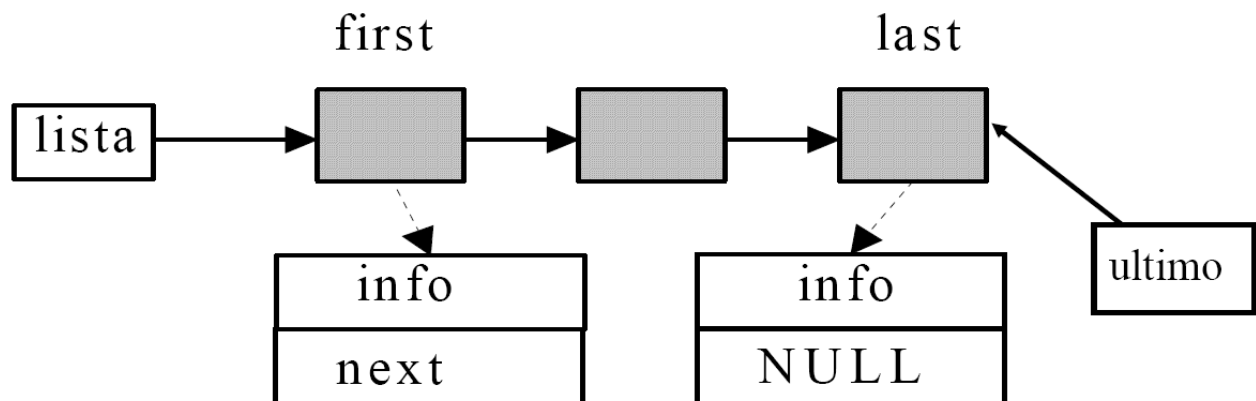 first
last
lista
ultimo
info
next
info
NULL